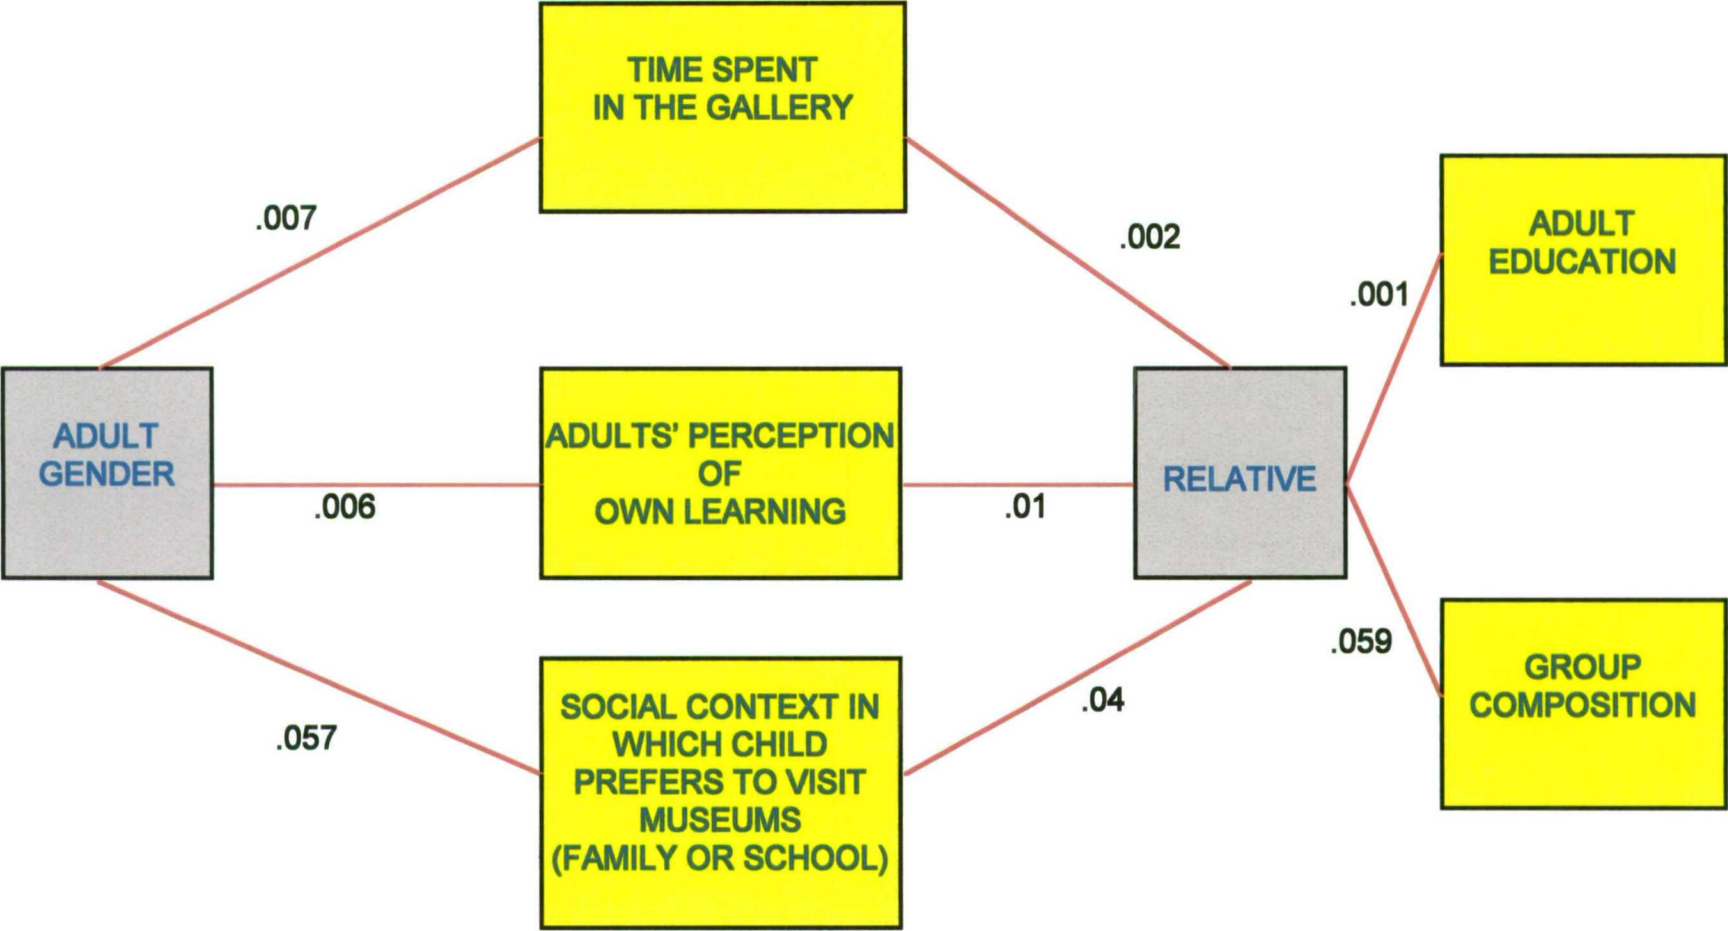 TIME SPENT
IN THE GALLERY
.007
.002
ADULT
EDUCATION
.001
ADULT
GENDER
.006
ADULTS' PERCEPTION
OF
OWN LEARNING
.01
RELATIVE
.057
SOCIAL CONTEXT IN
WHICH CHILD
PREFERS TO VISIT
MUSEUMS
(FAMILY OR SCHOOL)
.04
.059
GROUP
COMPOSITION